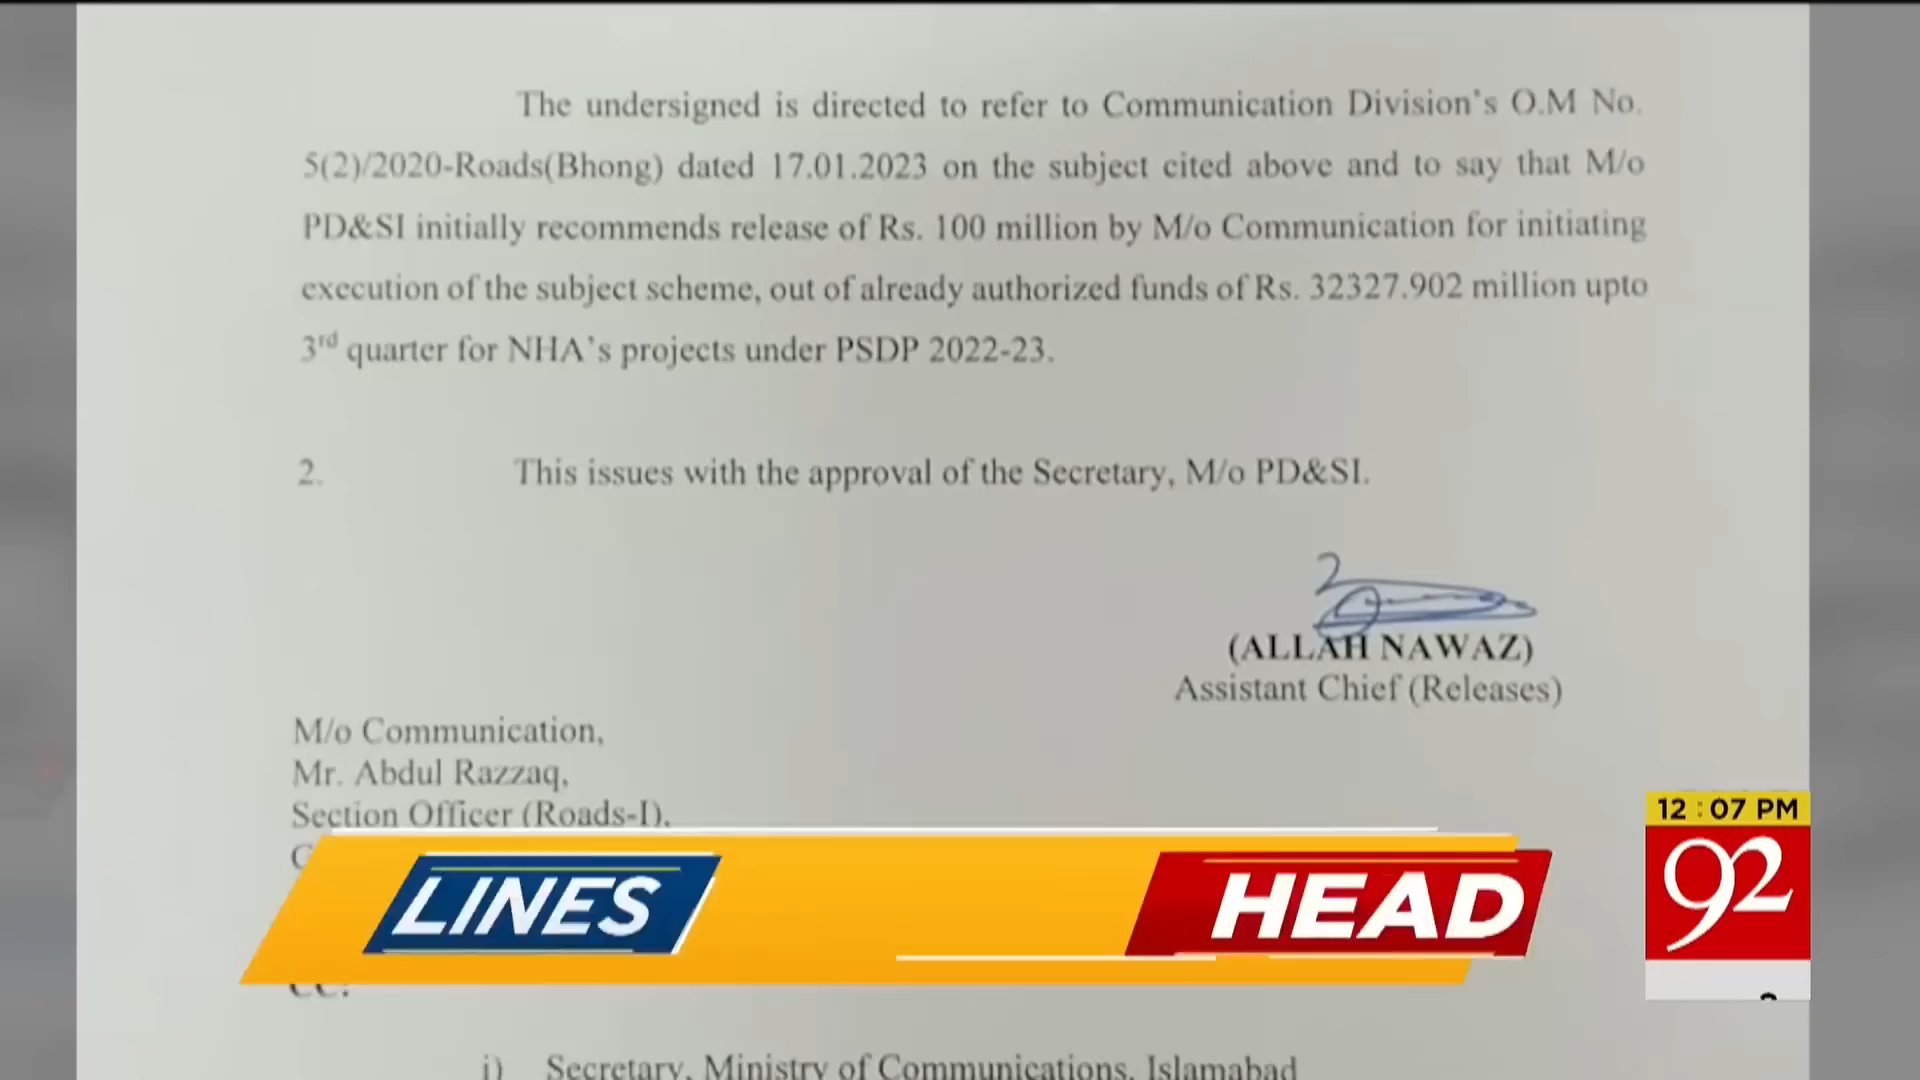 The undersigned is directed to refer to Communication Division's O.M No.
5(2)/2020-Roads(Bhong) dated 17.01.2023 on the subject cited above and to say that M/o
PD&SI initially recommends release of Rs. 100 million by M/o Communication for initiating
execution of the subject scheme, out of already authorized funds of Rs. 32327.902 million upto
3rd quarter for NHA's projects under PSDP 2022-23.
2. This issues with the approval of the Secretary, M/o PD&SI.
(ALLAH NAWAZ)
Assistant Chief (Releases)
M/o Communication,
Mr. Abdul Razzaq,
Section Officer (Roads-I),
12:07 PM
92
LINES HEAD
CC:
i) Secretary, Ministry of Communications, Islamabad